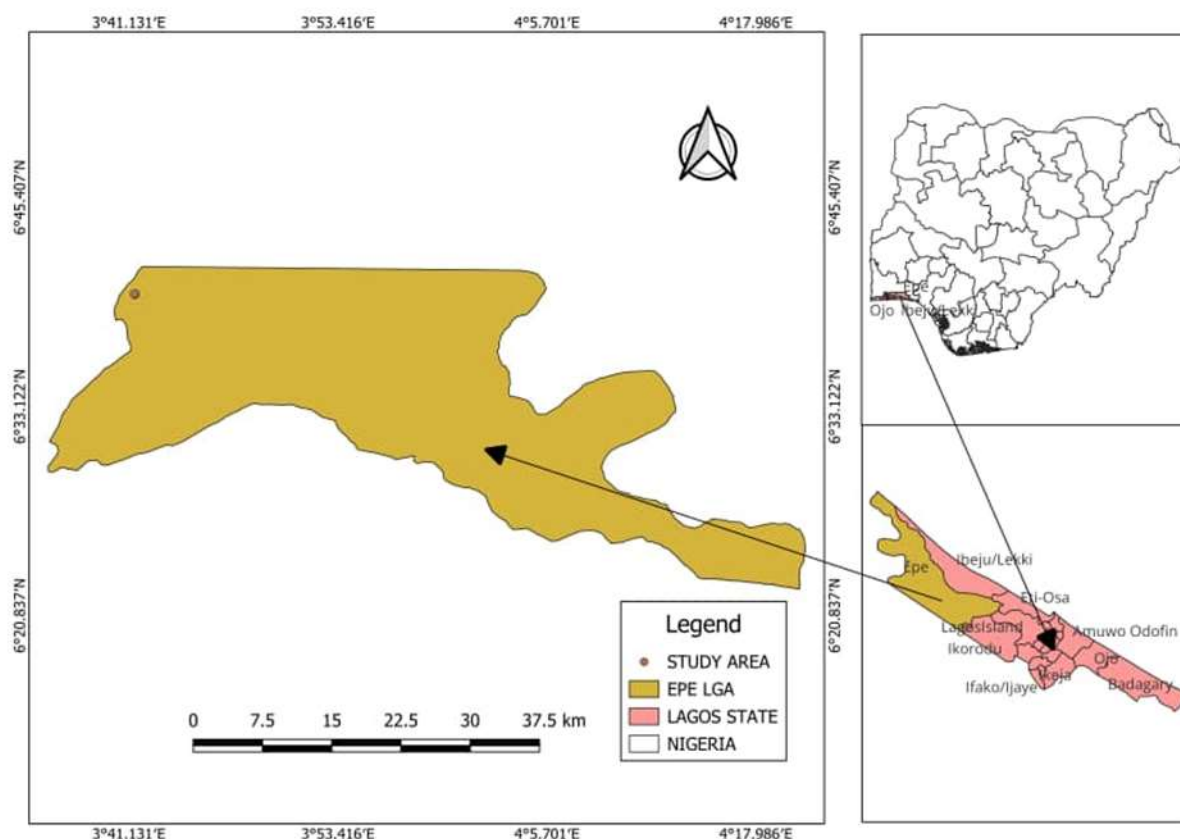 3°41.131′E 3°53.416′E 4°5.701′E 4°17.986′E
6°45.407′N
6°33.122′N
6°20.837′N
6°45.407′N
6°33.122′N
6°20.837′N
0 7.5 15 22.5 30 37.5 km
Legend
STUDY AREA
EPE LGA
LAGOS STATE
NIGERIA
3°41.131′E 3°53.416′E 4°5.701′E 4°17.986′E
Epe
Ojo Ibeju/Lekk
Ibeju/Lekki
Epe
Eti-Osa
LagosIsland
Amuwo Odofin
Ikorodu
Ojo
Ikeja
Ifako/Ijaye
Badagary